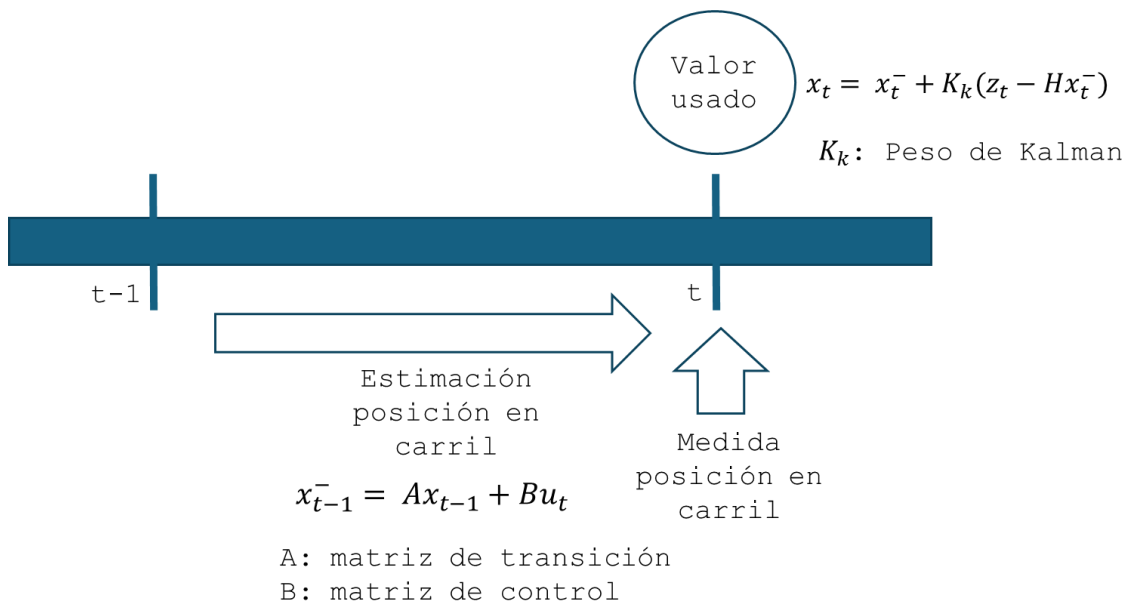 Valor
usado
x_t = x_t^- + K_k(z_t − Hx_t^-)
K_k: Peso de Kalman
t-1
t
Estimación
posición en
carril
x_{t-1}^- = Ax_{t-1} + Bu_t
A: matriz de transición
B: matriz de control
Medida
posición en
carril